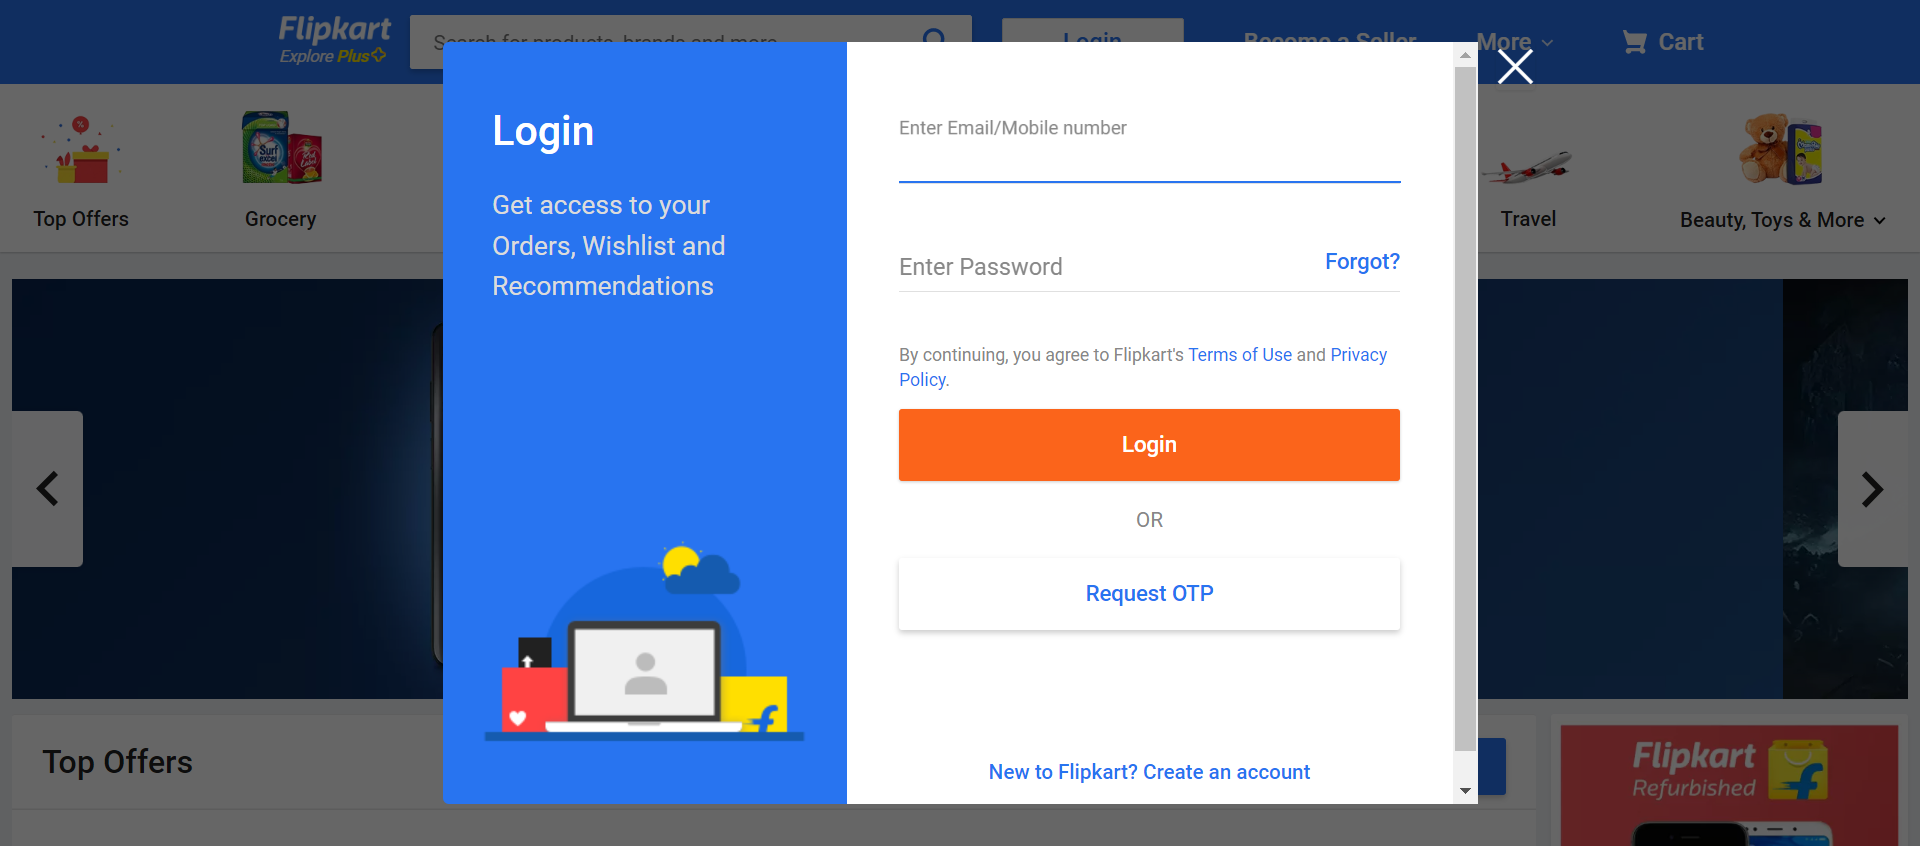 Flipkart
Explore Plus
Search for products, brands and more
Login
Become a Seller
More
Cart
Top Offers
Grocery
Travel
Beauty, Toys & More
Login
Get access to your
Orders, Wishlist and
Recommendations
Enter Email/Mobile number
Enter Password
Forgot?
By continuing, you agree to Flipkart's Terms of Use and Privacy
Policy.
Login
OR
Request OTP
New to Flipkart? Create an account
Top Offers
Flipkart
Refurbished
Surf
excel